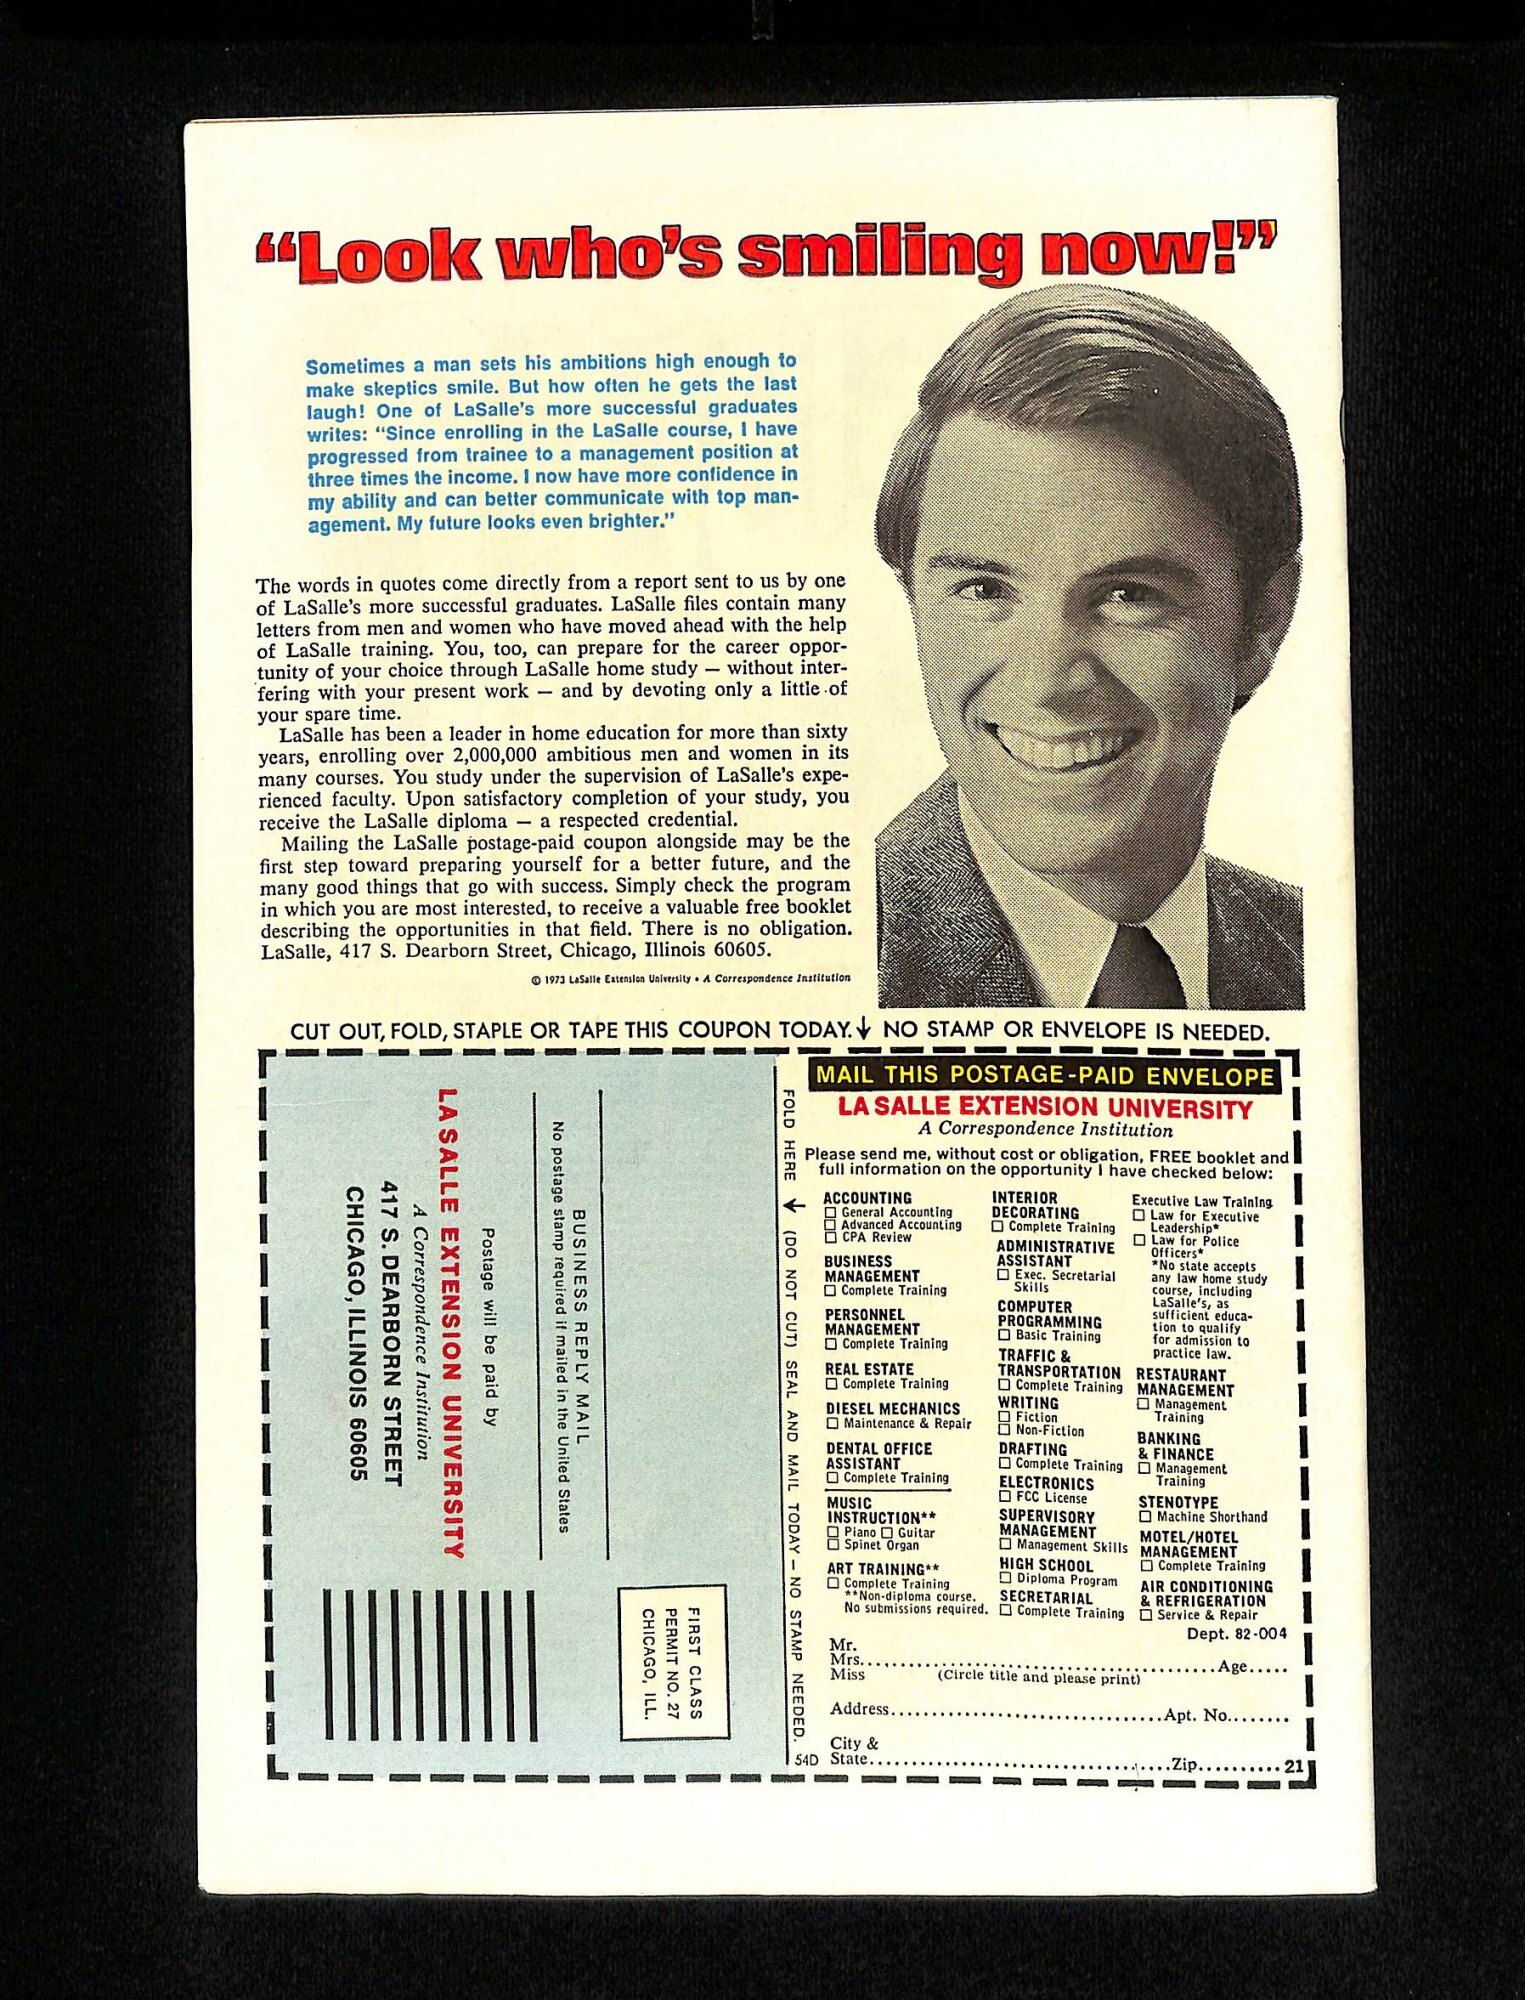 “Look who’s smiling now!”
Sometimes a man sets his ambitions high enough to
make skeptics smile. But how often he gets the last
laugh! One of LaSalle's more successful graduates
writes: “Since enrolling in the LaSalle course, I have
progressed from trainee to a management position at
three times the income. I now have more confidence in
my ability and can better communicate with top man-
agement. My future looks even brighter.”
The words in quotes come directly from a report sent to us by one
of LaSalle's more successful graduates. LaSalle files contain many
letters from men and women who have moved ahead with the help
of LaSalle training. You, too, can prepare for the career oppor-
tunity of your choice through LaSalle home study — without inter-
fering with your present work — and by devoting only a little of
your spare time.
LaSalle has been a leader in home education for more than sixty
years, enrolling over 2,000,000 ambitious men and women in its
many courses. You study under the supervision of LaSalle's expe-
rienced faculty. Upon satisfactory completion of your study, you
receive the LaSalle diploma — a respected credential.
Mailing the LaSalle postage-paid coupon alongside may be the
first step toward preparing yourself for a better future, and the
many good things that go with success. Simply check the program
in which you are most interested, to receive a valuable free booklet
describing the opportunities in that field. There is no obligation.
LaSalle, 417 S. Dearborn Street, Chicago, Illinois 60605.
© 1973 LaSalle Extension University • A Correspondence Institution
CUT OUT, FOLD, STAPLE OR TAPE THIS COUPON TODAY.↓ NO STAMP OR ENVELOPE IS NEEDED.
FIRST CLASS
PERMIT NO. 27
CHICAGO, ILL.
BUSINESS REPLY MAIL
No postage stamp required if mailed in the United States
Postage will be paid by
LA SALLE EXTENSION UNIVERSITY
A Correspondence Institution
417 S. DEARBORN STREET
CHICAGO, ILLINOIS 60605
FOLD HERE ↓ (DO NOT CUT) SEAL AND MAIL TODAY — NO STAMP NEEDED.
MAIL THIS POSTAGE-PAID ENVELOPE
LA SALLE EXTENSION UNIVERSITY
A Correspondence Institution
Please send me, without cost or obligation, FREE booklet and
full information on the opportunity I have checked below:
ACCOUNTING
☐ General Accounting
☐ Advanced Accounting
☐ CPA Review
BUSINESS
MANAGEMENT
☐ Complete Training
PERSONNEL
MANAGEMENT
☐ Complete Training
REAL ESTATE
☐ Complete Training
DIESEL MECHANICS
☐ Maintenance & Repair
DENTAL OFFICE
ASSISTANT
☐ Complete Training
MUSIC
INSTRUCTION**
☐ Piano ☐ Guitar
☐ Spinet Organ
ART TRAINING**
☐ Complete Training
**Non-diploma course.
No submissions required.
INTERIOR
DECORATING
☐ Complete Training
ADMINISTRATIVE
ASSISTANT
☐ Exec. Secretarial
Skills
COMPUTER
PROGRAMMING
☐ Basic Training
TRAFFIC &
TRANSPORTATION
☐ Complete Training
WRITING
☐ Fiction
☐ Non-Fiction
DRAFTING
☐ Complete Training
ELECTRONICS
☐ FCC License
SUPERVISORY
MANAGEMENT
☐ Management Skills
HIGH SCHOOL
☐ Diploma Program
SECRETARIAL
☐ Complete Training
Executive Law Training
☐ Law for Executive
Leadership*
☐ Law for Police
Officers*
*No state accepts
any law home study
course, including
LaSalle's, as
sufficient educa-
tion to qualify
for admission to
practice law.
RESTAURANT
MANAGEMENT
☐ Management
Training
BANKING
& FINANCE
☐ Management
Training
STENOTYPE
☐ Machine Shorthand
MOTEL/HOTEL
MANAGEMENT
☐ Complete Training
AIR CONDITIONING
& REFRIGERATION
☐ Service & Repair
Dept. 82-004
Mr.
Mrs...........................................Age.....
Miss (Circle title and please print)
Address................................Apt. No........
City &
State...................................Zip..........21
54D